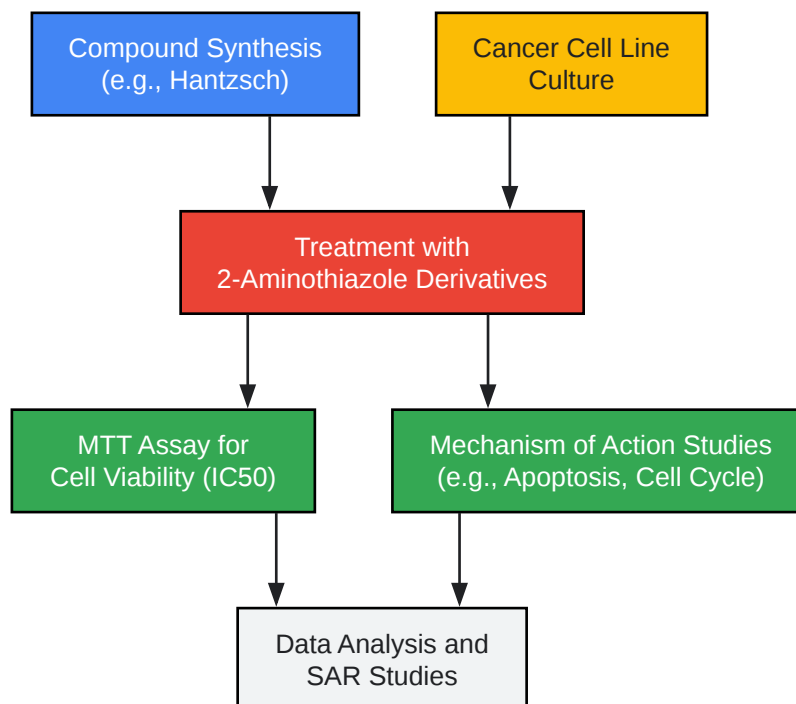 Compound Synthesis
(e.g., Hantzsch)
Cancer Cell Line
Culture
Treatment with
2-Aminothiazole Derivatives
MTT Assay for
Cell Viability (IC50)
Mechanism of Action Studies
(e.g., Apoptosis, Cell Cycle)
Data Analysis and
SAR Studies